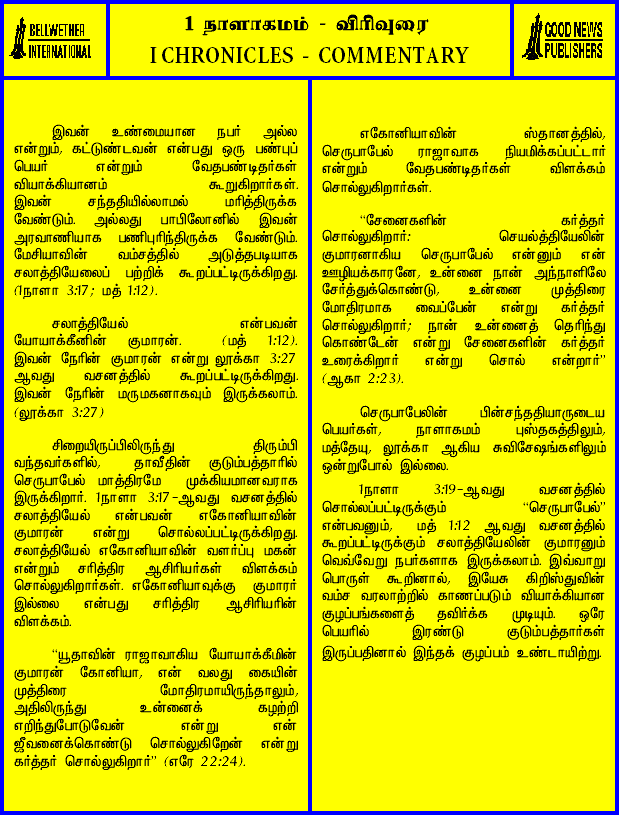 BELLWETHER
INTERNATIONAL
1 நாளாகமம் - விரிவுரை
I CHRONICLES - COMMENTARY
GOOD NEWS
PUBLISHERS
இவன் உண்மையான நபர் அல்ல
என்றும், கட்டுண்டவன் என்பது ஒரு பண்புப்
பெயர் என்றும் வேதபண்டிதர்கள்
வியாக்கியானம் கூறுகிறார்கள்.
இவன் சந்ததியில்லாமல் மரித்திருக்க
வேண்டும். அல்லது பாபிலோனில் இவன்
அரவாணியாக பணிபுரிந்திருக்க வேண்டும்.
மேசியாவின் வம்சத்தில் அடுத்தபடியாக
சலாத்தியேலைப் பற்றிக் கூறப்பட்டிருக்கிறது.
(1நாளா 3:17; மத் 1:12).
சலாத்தியேல் என்பவன்
யோயாக்கீனின் குமாரன். (மத் 1:12).
இவன் நேரின் குமாரன் என்று லூக்கா 3:27
ஆவது வசனத்தில் கூறப்பட்டிருக்கிறது.
இவன் நேரின் மருமகனாகவும் இருக்கலாம்.
(லூக்கா 3:27)
சிறையிருப்பிலிருந்து திரும்பி
வந்தவர்களில், தாவீதின் குடும்பத்தாரில்
செருபாபேல் மாத்திரமே முக்கியமானவராக
இருக்கிறார். 1நாளா 3:17-ஆவது வசனத்தில்
சலாத்தியேல் என்பவன் எகோனியாவின்
குமாரன் என்று சொல்லப்பட்டிருக்கிறது.
சலாத்தியேல் எகோனியாவின் வளர்ப்பு மகன்
என்றும் சரித்திர ஆசிரியர்கள் விளக்கம்
சொல்லுகிறார்கள். எகோனியாவுக்கு குமாரர்
இல்லை என்பது சரித்திர ஆசிரியரின்
விளக்கம்.
“யூதாவின் ராஜாவாகிய யோயாக்கீமின்
குமாரன் கோனியா, என் வலது கையின்
முத்திரை மோதிரமாயிருந்தாலும்,
அதிலிருந்து உன்னைக் கழற்றி
எறிந்துபோடுவேன் என்று என்
ஜீவனைக்கொண்டு சொல்லுகிறேன் என்று
கர்த்தர் சொல்லுகிறார்” (எரே 22:24).
எகோனியாவின் ஸ்தானத்தில்,
செருபாபேல் ராஜாவாக நியமிக்கப்பட்டார்
என்றும் வேதபண்டிதர்கள் விளக்கம்
சொல்லுகிறார்கள்.
“சேனைகளின் கர்த்தர்
சொல்லுகிறார்: செயல்த்தியேலின்
குமாரனாகிய செருபாபேல் என்னும் என்
ஊழியக்காரனே, உன்னை நான் அந்நாளிலே
சேர்த்துக்கொண்டு, உன்னை முத்திரை
மோதிரமாக வைப்பேன் என்று கர்த்தர்
சொல்லுகிறார்; நான் உன்னைத் தெரிந்து
கொண்டேன் என்று சேனைகளின் கர்த்தர்
உரைக்கிறார் என்று சொல் என்றார்”
(ஆகா 2:23).
செருபாபேலின் பின்சந்ததியாருடைய
பெயர்கள், நாளாகமம் புஸ்தகத்திலும்,
மத்தேயு, லூக்கா ஆகிய சுவிசேஷங்களிலும்
ஒன்றுபோல் இல்லை.
1நாளா 3:19-ஆவது வசனத்தில்
சொல்லப்பட்டிருக்கும் “செருபாபேல்”
என்பவனும், மத் 1:12 ஆவது வசனத்தில்
கூறப்பட்டிருக்கும் சலாத்தியேலின் குமாரனும்
வெவ்வேறு நபர்களாக இருக்கலாம். இவ்வாறு
பொருள் கூறினால், இயேசு கிறிஸ்துவின்
வம்ச வரலாற்றில் காணப்படும் வியாக்கியான
குழப்பங்களைத் தவிர்க்க முடியும். ஒரே
பெயரில் இரண்டு குடும்பத்தார்கள்
இருப்பதினால் இந்தக் குழப்பம் உண்டாயிற்று.